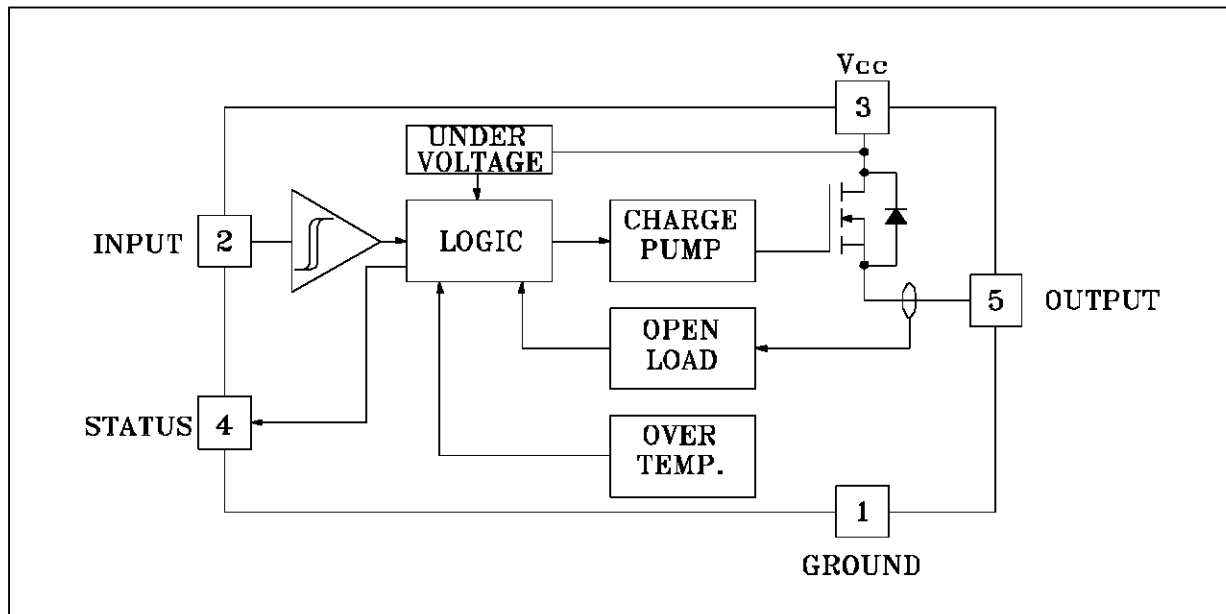 Vcc
3
UNDER
VOLTAGE
INPUT
2
LOGIC
CHARGE
PUMP
5
OUTPUT
OPEN
LOAD
STATUS
4
OVER
TEMP.
1
GROUND